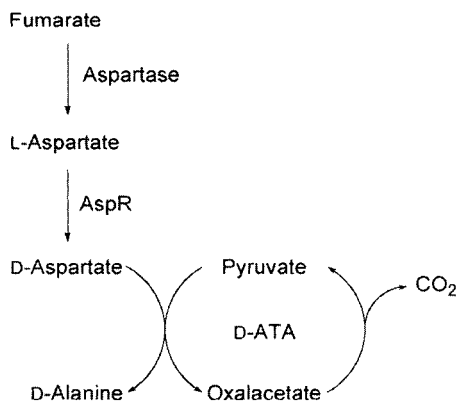 Fumarate
Aspartase
L-Aspartate
AspR
D-Aspartate
Pyruvate
CO2
D-ATA
D-Alanine
Oxalacetate